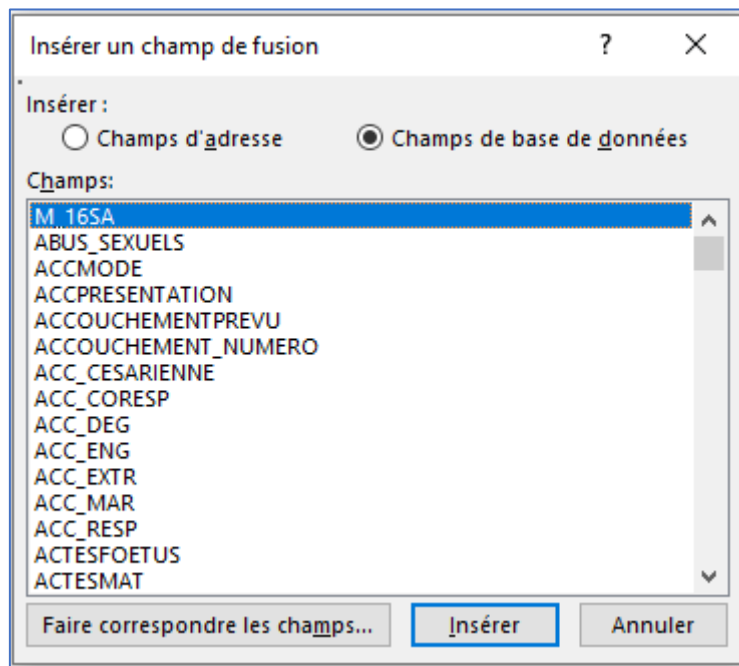 Insérer un champ de fusion ? X
Insérer :
Champs d'adresse Champs de base de données
Champs:
M_16SA
ABUS_SEXUELS
ACCMODE
ACCPRESENTATION
ACCOUCHEMENTPREVU
ACCOUCHEMENT_NUMERO
ACC_CESARIENNE
ACC_CORESP
ACC_DEG
ACC_ENG
ACC_EXTR
ACC_MAR
ACC_RESP
ACTESFOETUS
ACTESMAT
Faire correspondre les champs... Insérer Annuler